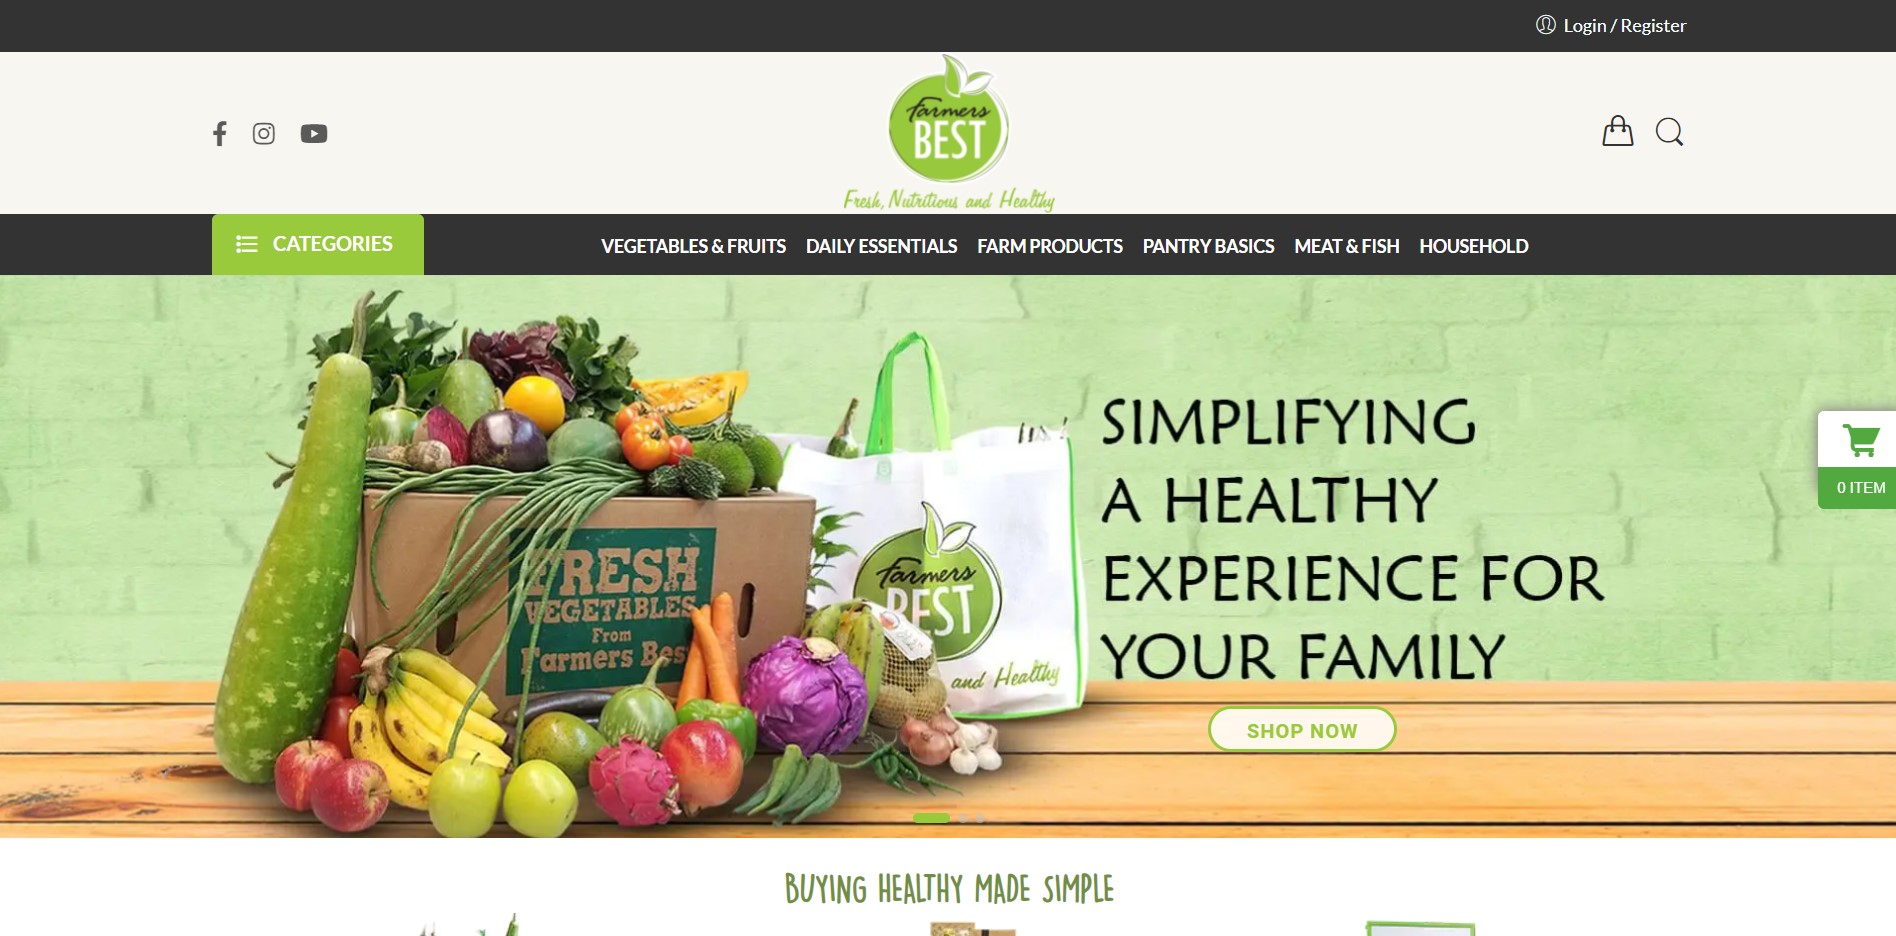 Login / Register
Farmers
BEST
Fresh, Nutritious and Healthy
CATEGORIES
VEGETABLES & FRUITS
DAILY ESSENTIALS
FARM PRODUCTS
PANTRY BASICS
MEAT & FISH
HOUSEHOLD
SIMPLIFYING
A HEALTHY
EXPERIENCE FOR
YOUR FAMILY
SHOP NOW
FRESH
VEGETABLES
From
Farmers Bes
Farmers
BEST
and Healthy
0 ITEM
BUYING HEALTHY MADE SIMPLE